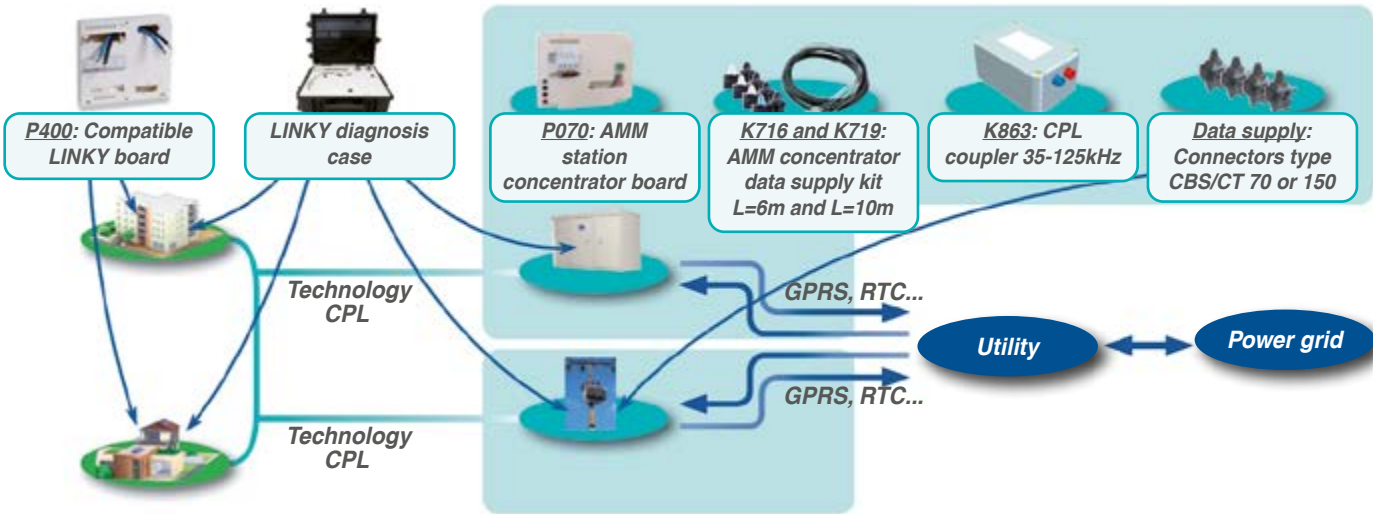 P400: Compatible
LINKY board
LINKY diagnosis
case
P070: AMM
station
concentrator board
K716 and K719:
AMM concentrator
data supply kit
L=6m and L=10m
K863: CPL
coupler 35-125kHz
Data supply:
Connectors type
CBS/CT 70 or 150
Technology
CPL
GPRS, RTC...
Utility
Power grid
GPRS, RTC...
Technology
CPL